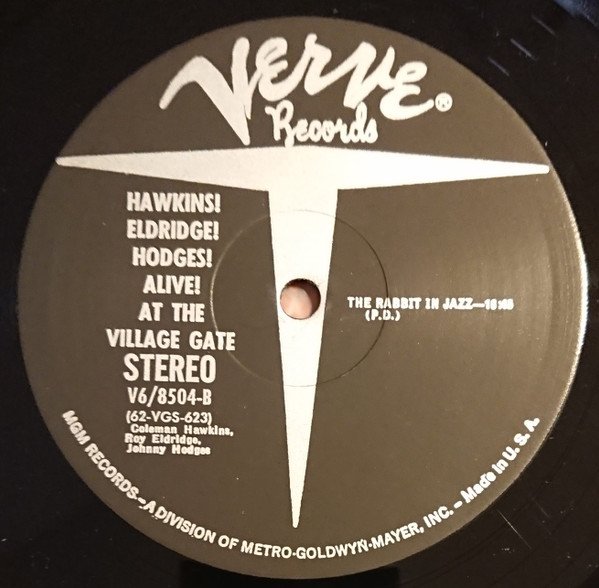 Verve®
Records
HAWKINS!
ELDRIDGE!
HODGES!
ALIVE!
AT THE
VILLAGE GATE
STEREO
V6/8504-B
(62-VGS-623)
Coleman Hawkins,
Roy Eldridge,
Johnny Hodges
THE RABBIT IN JAZZ—
(P.D.)
MGM RECORDS—A DIVISION OF METRO-GOLDWYN-MAYER, INC. – Made in U. S. A.